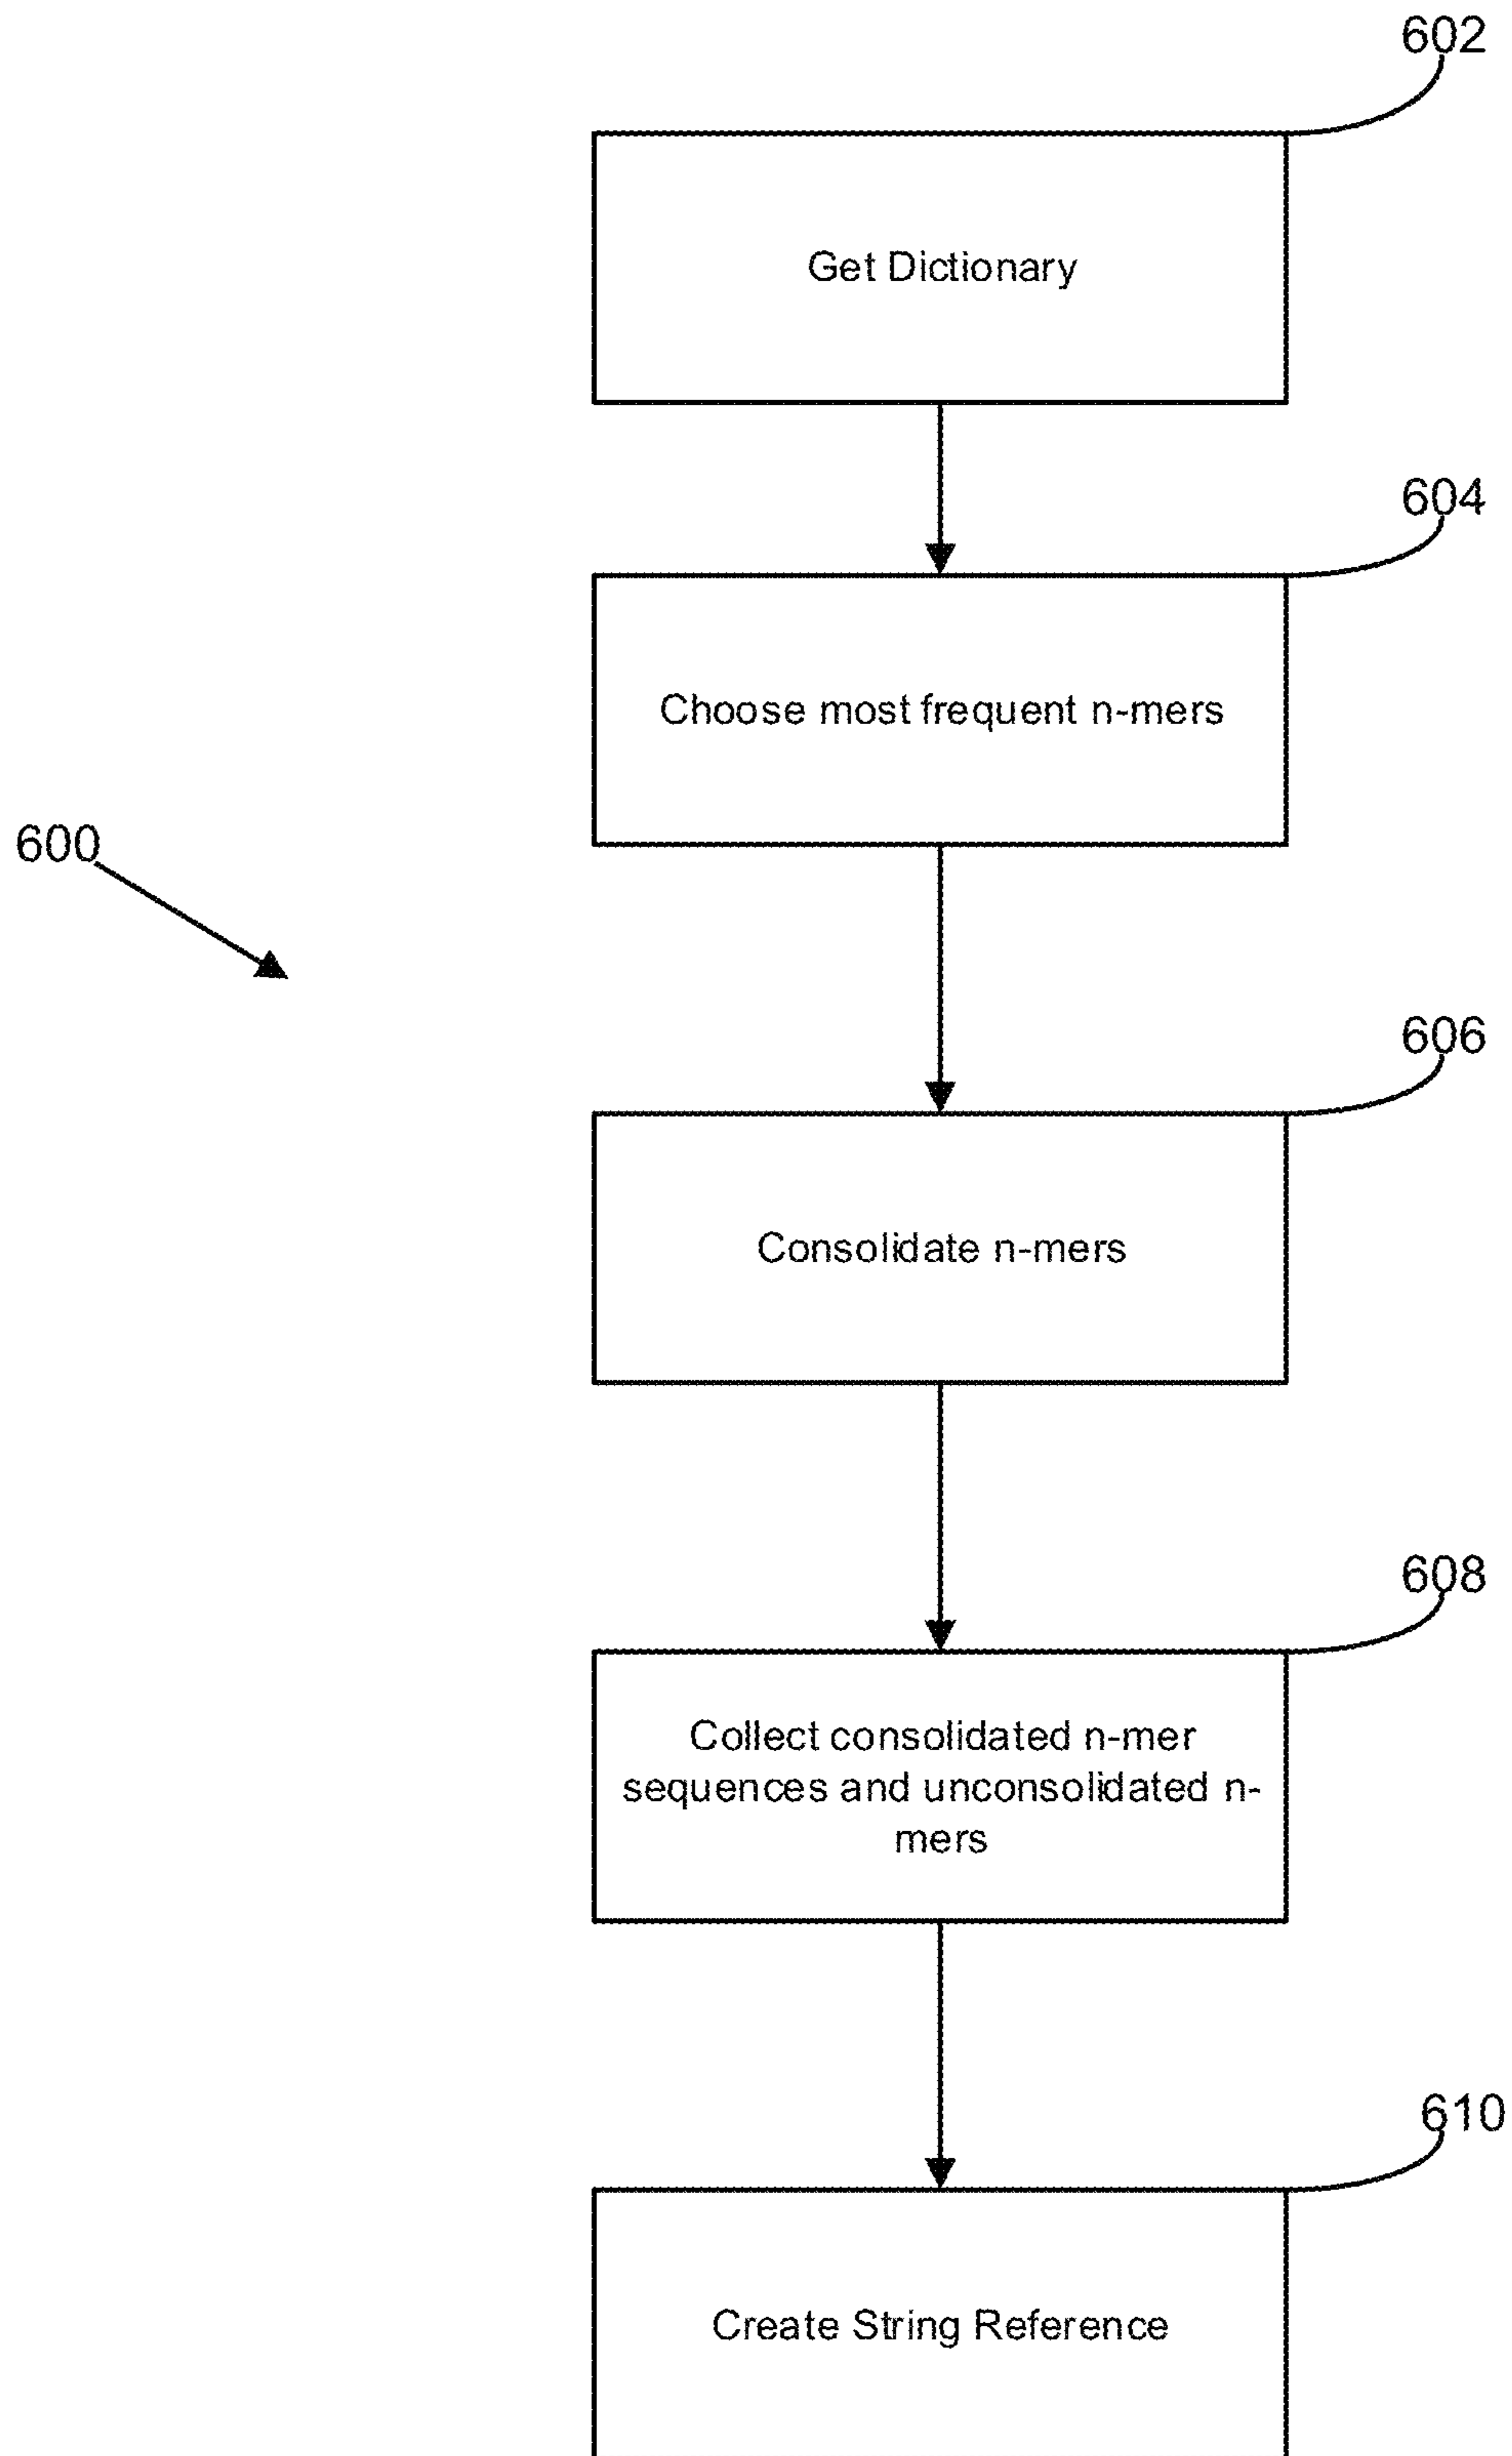 602
Get Dictionary
604
Choose most frequent n-mers
600
606
Consolidate n-mers
608
Collect consolidated n-mer
sequences and unconsolidated n-
mers
610
Create String Reference